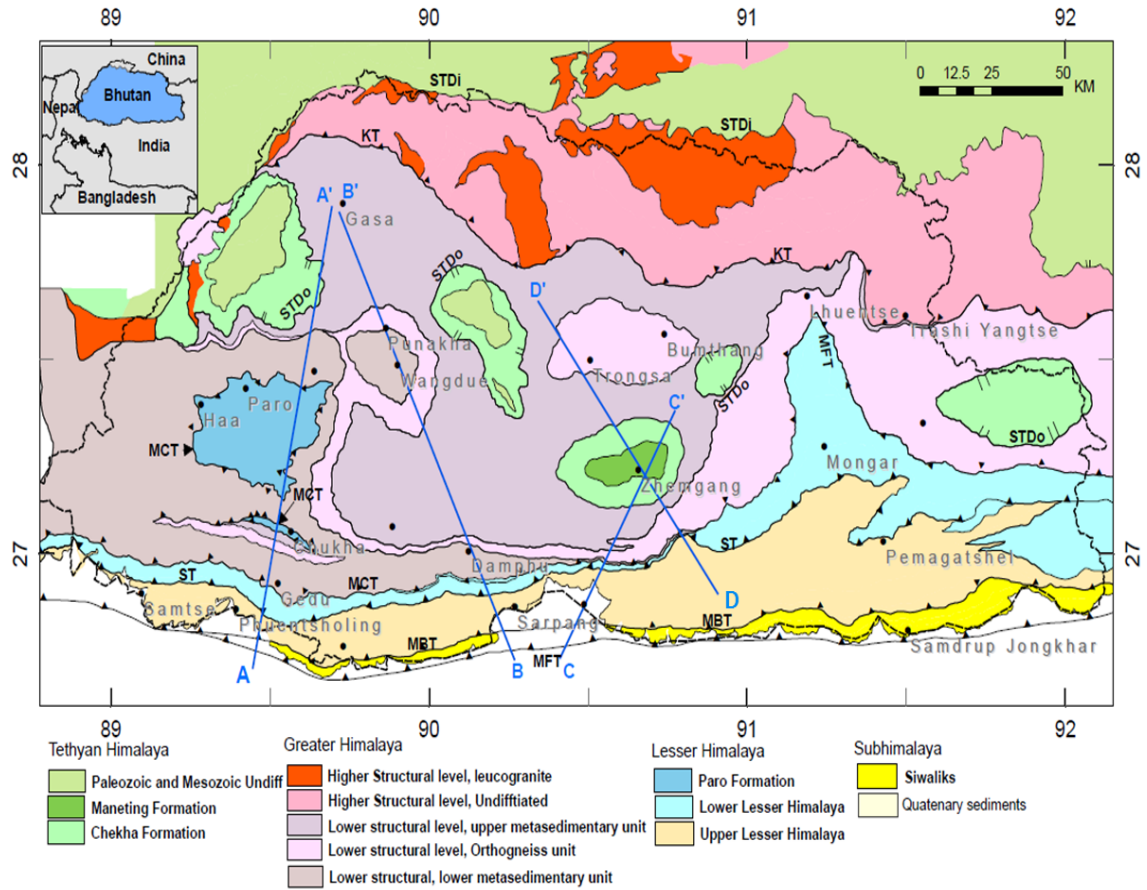 89
90
91
92
China
Bhutan
Nepal
India
Bangladesh
0 12.5 25 50
KM
STDi
STDi
KT
28
28
A' B'
Gasa
STDo
KT
D'
STDo
Lhuentse
Trashi Yangtse
Punakha
Bumthang
MFT
Wangdue
Trongsa
Paro
STDo
Haa
C'
STDo
MCT
Mongar
MCT
Zhemgang
27
27
Chukha
ST
Pemagatshel
Damphu
ST
MCT
Gedu
D
Samtse
Sarpang
MBT
Phuentsholing
MBT
Samdrup Jongkhar
MFT
A
B
C
89
90
91
92
Tethyan Himalaya
Paleozoic and Mesozoic Undiff
Maneting Formation
Chekha Formation
Greater Himalaya
Higher Structural level, leucogranite
Higher Structural level, Undifftiated
Lower structural level, upper metasedimentary unit
Lower structural level, Orthogneiss unit
Lower structural, lower metasedimentary unit
Lesser Himalaya
Paro Formation
Lower Lesser Himalaya
Upper Lesser Himalaya
Subhimalaya
Siwaliks
Quatenary sediments